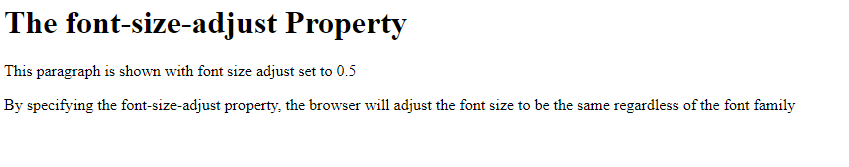 The font-size-adjust Property
This paragraph is shown with font size adjust set to 0.5
By specifying the font-size-adjust property, the browser will adjust the font size to be the same regardless of the font family